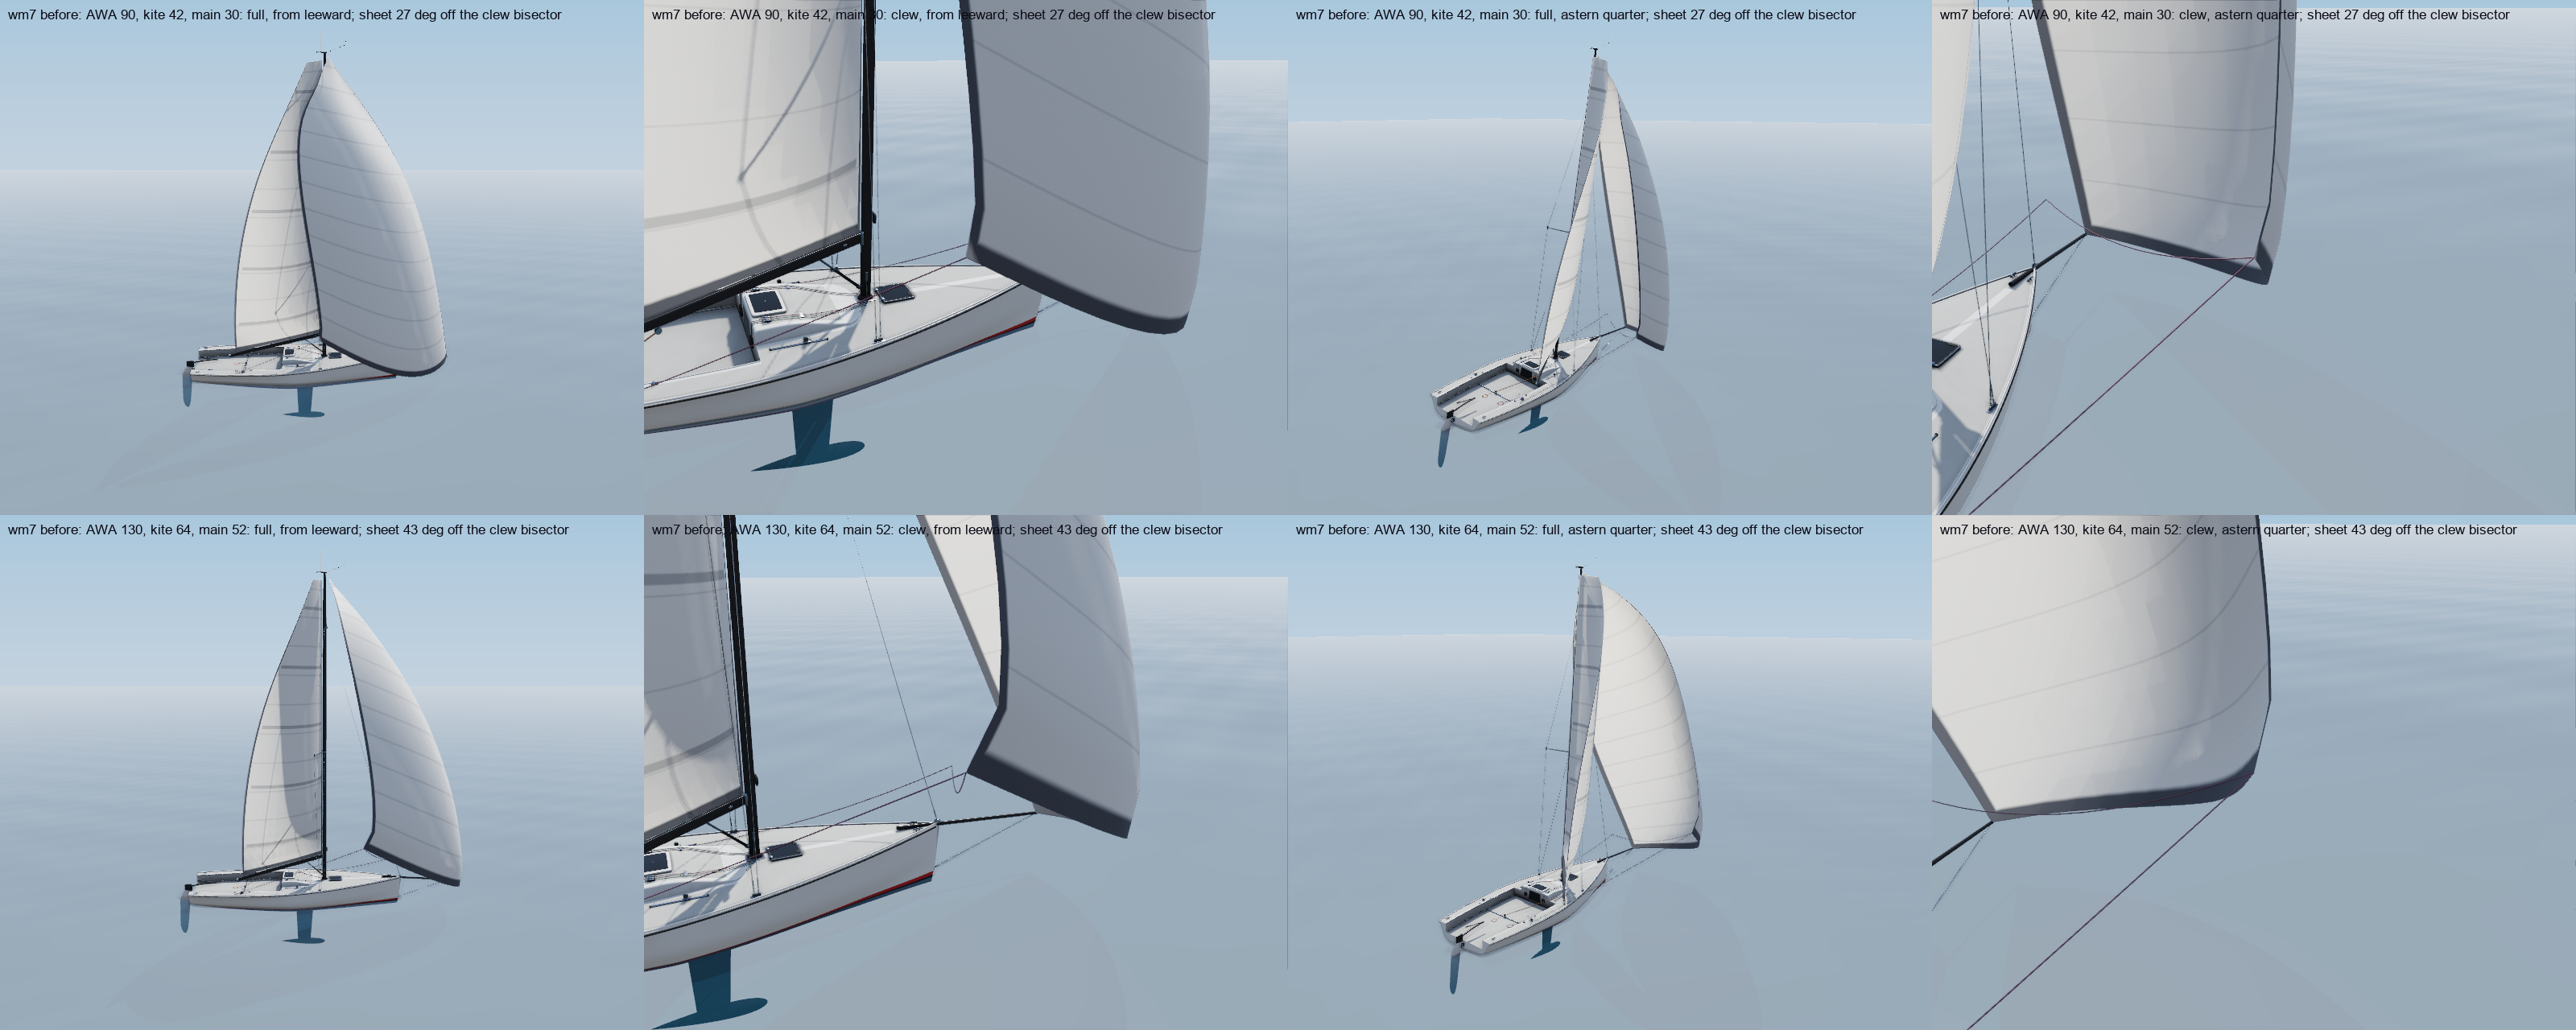 wm7 before: AWA 90, kite 42, main 30: full, from leeward; sheet 27 deg off the clew bisector
wm7 before: AWA 90, kite 42, main 30: clew, from leeward; sheet 27 deg off the clew bisector
wm7 before: AWA 90, kite 42, main 30: full, astern quarter; sheet 27 deg off the clew bisector
wm7 before: AWA 90, kite 42, main 30: clew, astern quarter; sheet 27 deg off the clew bisector
wm7 before: AWA 130, kite 64, main 52: full, from leeward; sheet 43 deg off the clew bisector
wm7 before: AWA 130, kite 64, main 52: clew, from leeward; sheet 43 deg off the clew bisector
wm7 before: AWA 130, kite 64, main 52: full, astern quarter; sheet 43 deg off the clew bisector
wm7 before: AWA 130, kite 64, main 52: clew, astern quarter; sheet 43 deg off the clew bisector